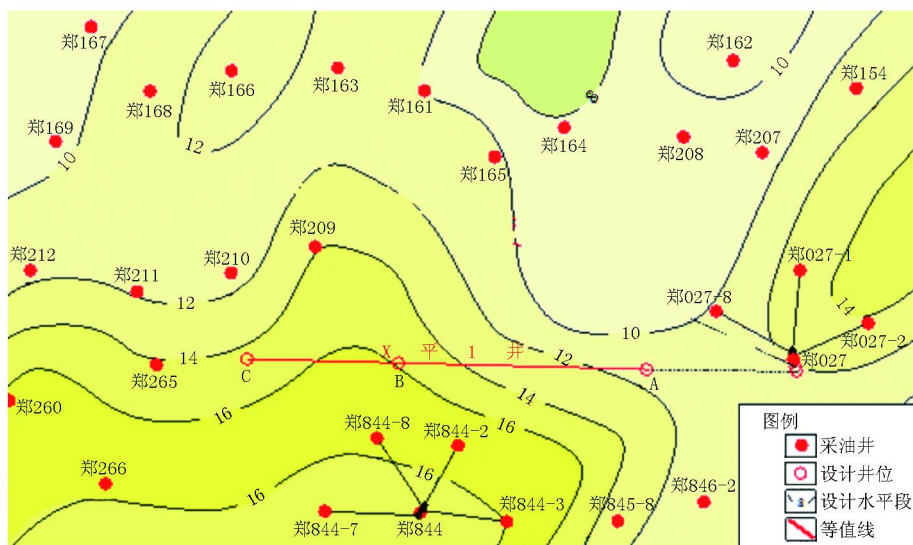 郑167
郑166
郑163
郑162
郑168
郑161
10
郑154
郑169
12
郑164
郑207
郑208
10
郑165
郑209
郑212
郑210
郑027-1
郑211
12
14
郑027-8
10
郑027-2
X 平 1 井
12
郑027
14
C
B
A
郑265
14
郑260
16
郑844-8
郑844-2
16
图例
采油井
郑266
16
设计井位
16
郑844-3
郑846-2
s
设计水平段
郑844-7
郑844
郑845-8
等值线